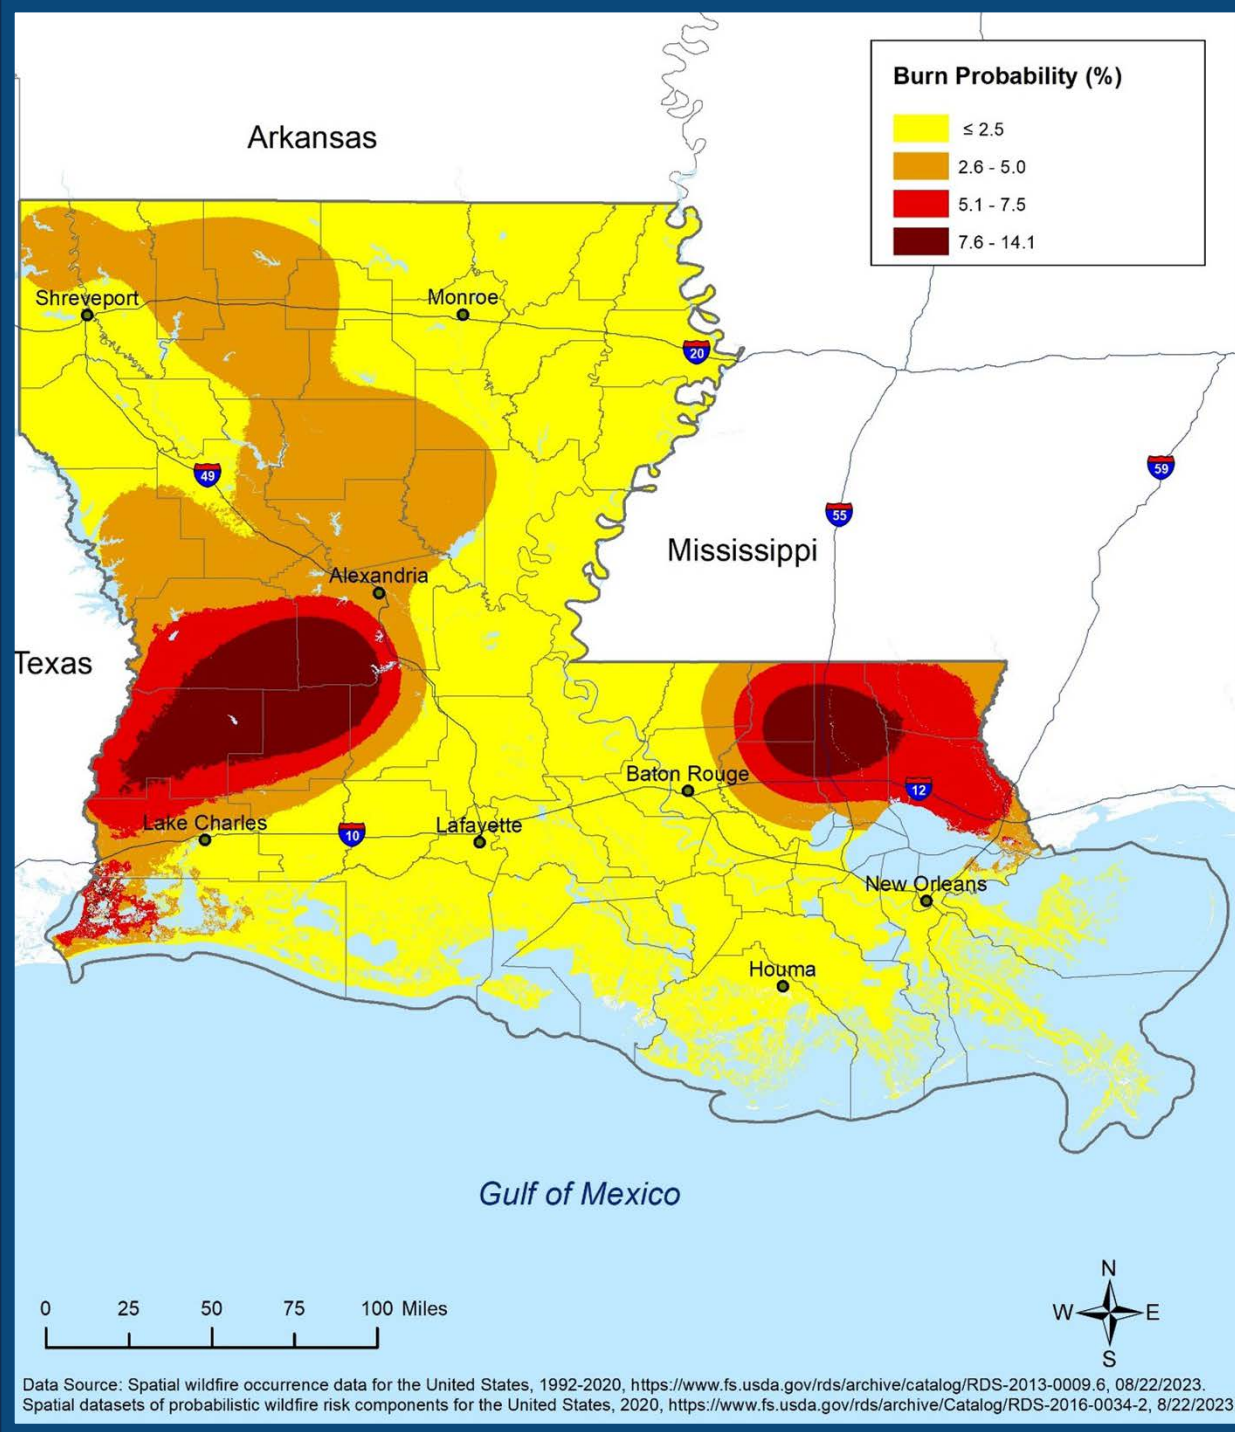 Burn Probability (%)
≤ 2.5
2.6 - 5.0
5.1 - 7.5
7.6 - 14.1
Arkansas
Shreveport
Monroe
20
49
59
55
Mississippi
Alexandria
Texas
Baton Rouge
12
Lake Charles
10
Lafayette
New Orleans
Houma
Gulf of Mexico
N
W E
S
0 25 50 75 100 Miles
Data Source: Spatial wildfire occurrence data for the United States, 1992-2020, https://www.fs.usda.gov/rds/archive/catalog/RDS-2013-0009.6, 08/22/2023.
Spatial datasets of probabilistic wildfire risk components for the United States, 2020, https://www.fs.usda.gov/rds/archive/Catalog/RDS-2016-0034-2, 8/22/2023